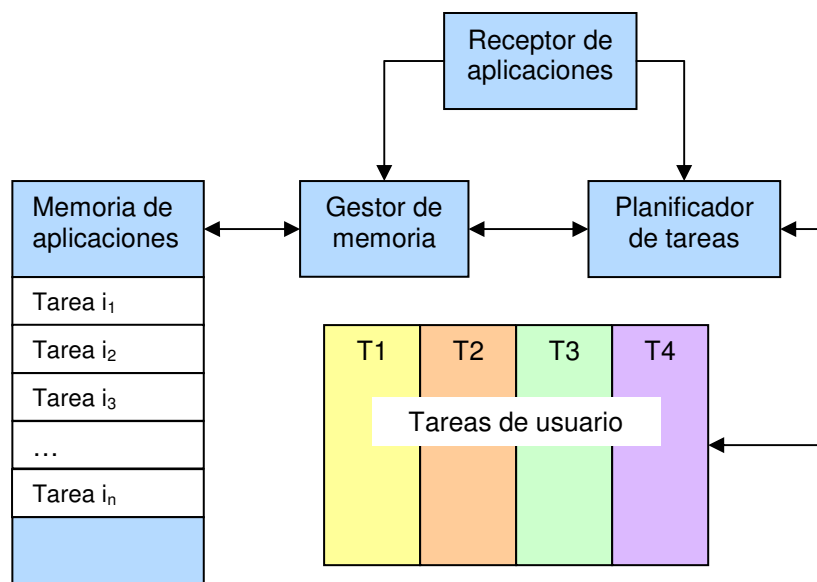 Receptor de
aplicaciones
Memoria de
aplicaciones
Gestor de
memoria
Planificador
de tareas
Tarea i₁
Tarea i₂
Tarea i₃
…
Tarea iₙ
T1
T2
T3
T4
Tareas de usuario